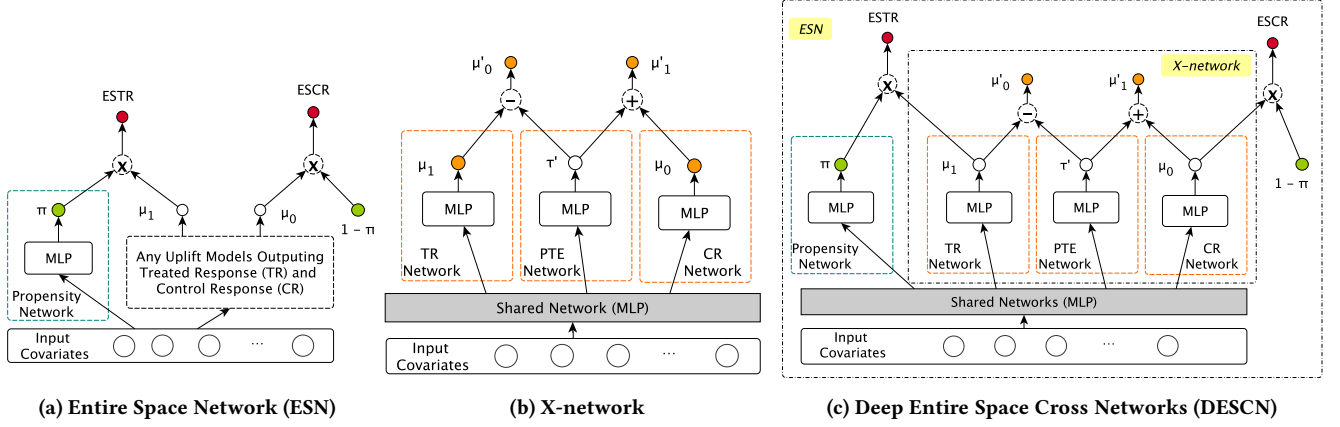 ESTR
ESCR
X
X
π
μ1
μ0
1 − π
MLP
Any Uplift Models Outputing
Treated Response (TR) and
Control Response (CR)
Propensity
Network
Input
Covariates
...
(a) Entire Space Network (ESN)
μ'0
μ'1
−
+
μ1
τ'
μ0
MLP
MLP
MLP
TR
Network
PTE
Network
CR
Network
Shared Network (MLP)
Input
Covariates
...
(b) X-network
ESN
ESTR
ESCR
X-network
X
X
μ'0
μ'1
−
+
π
μ1
τ'
μ0
1 − π
MLP
MLP
MLP
MLP
Propensity
Network
TR
Network
PTE
Network
CR
Network
Shared Networks (MLP)
Input
Covariates
...
(c) Deep Entire Space Cross Networks (DESCN)